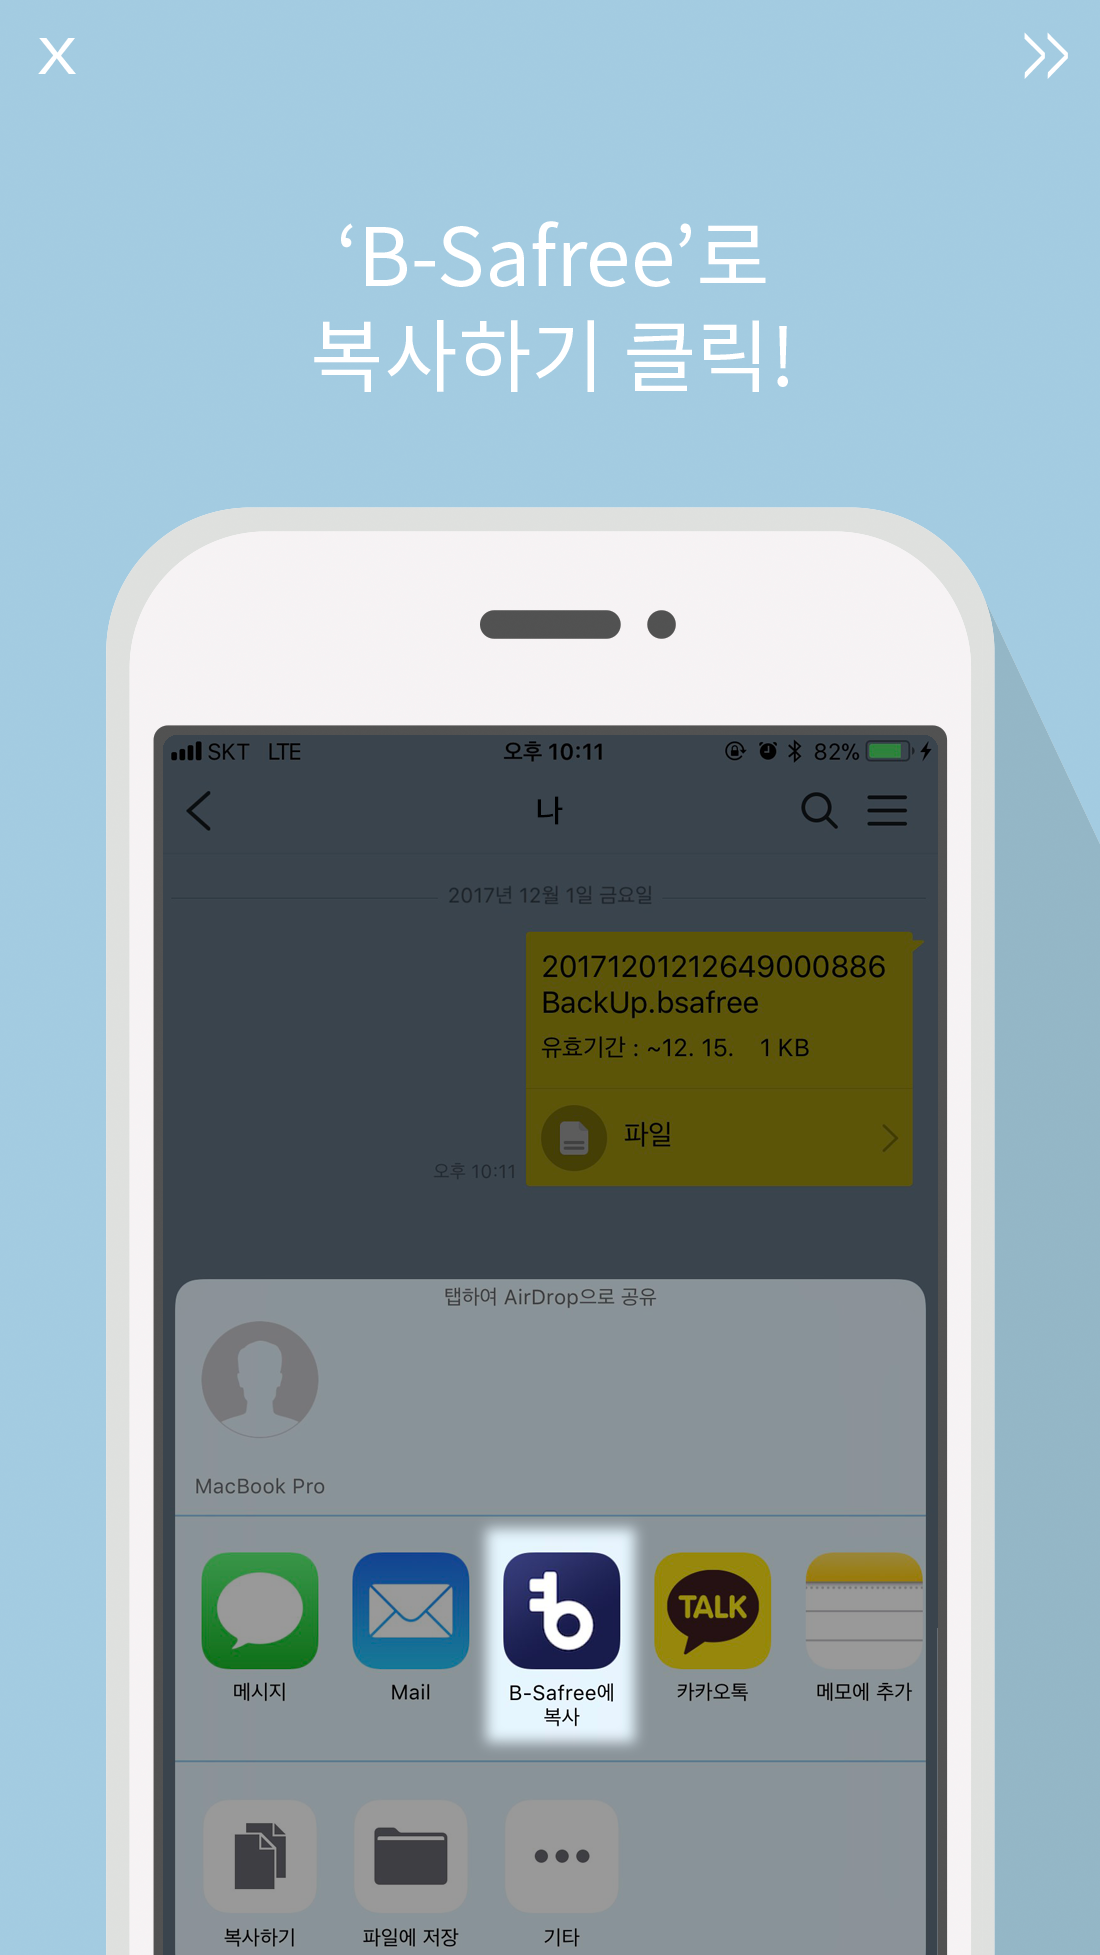 X
‘B-Safree’로
복사하기 클릭!
SKT LTE 오후 10:11 82%
나
2017년 12월 1일 금요일
20171201212649000886
BackUp.bsafree
유효기간 : ~12. 15. 1 KB
파일
오후 10:11
탭하여 AirDrop으로 공유
MacBook Pro
TALK
메시지 Mail B-Safree에 카카오톡 메모에 추가
복사
복사하기 파일에 저장 기타